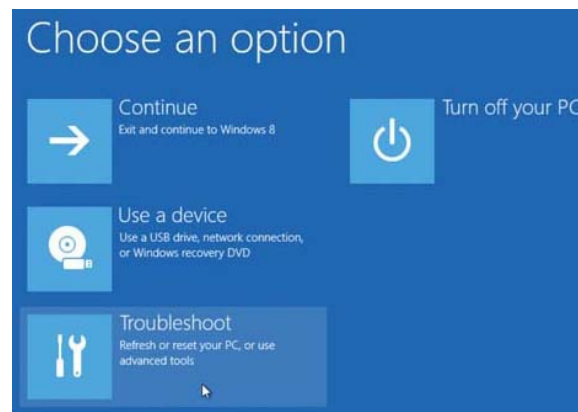 Choose an option
Continue
Exit and continue to Windows 8
Turn off your PC
Use a device
Use a USB drive, network connection,
or Windows recovery DVD
Troubleshoot
Refresh or reset your PC, or use
advanced tools